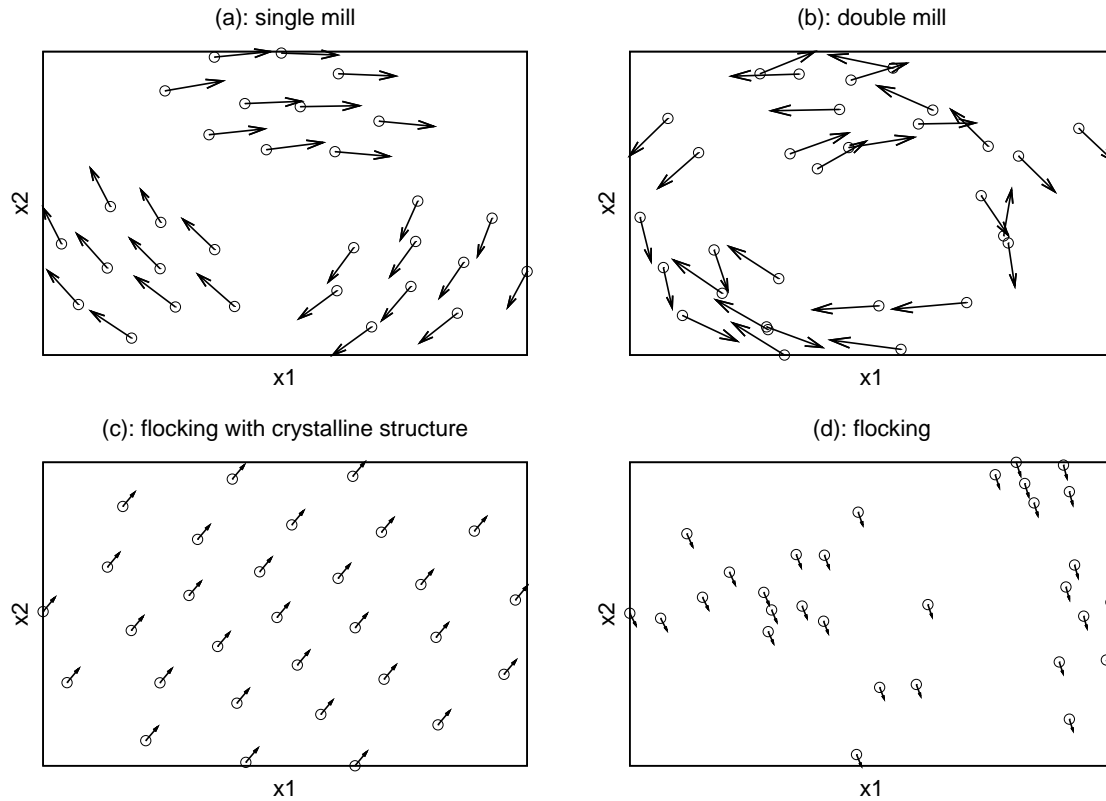 (a): single mill
x2
x1
(b): double mill
x2
x1
(c): flocking with crystalline structure
x2
x1
(d): flocking
x2
x1